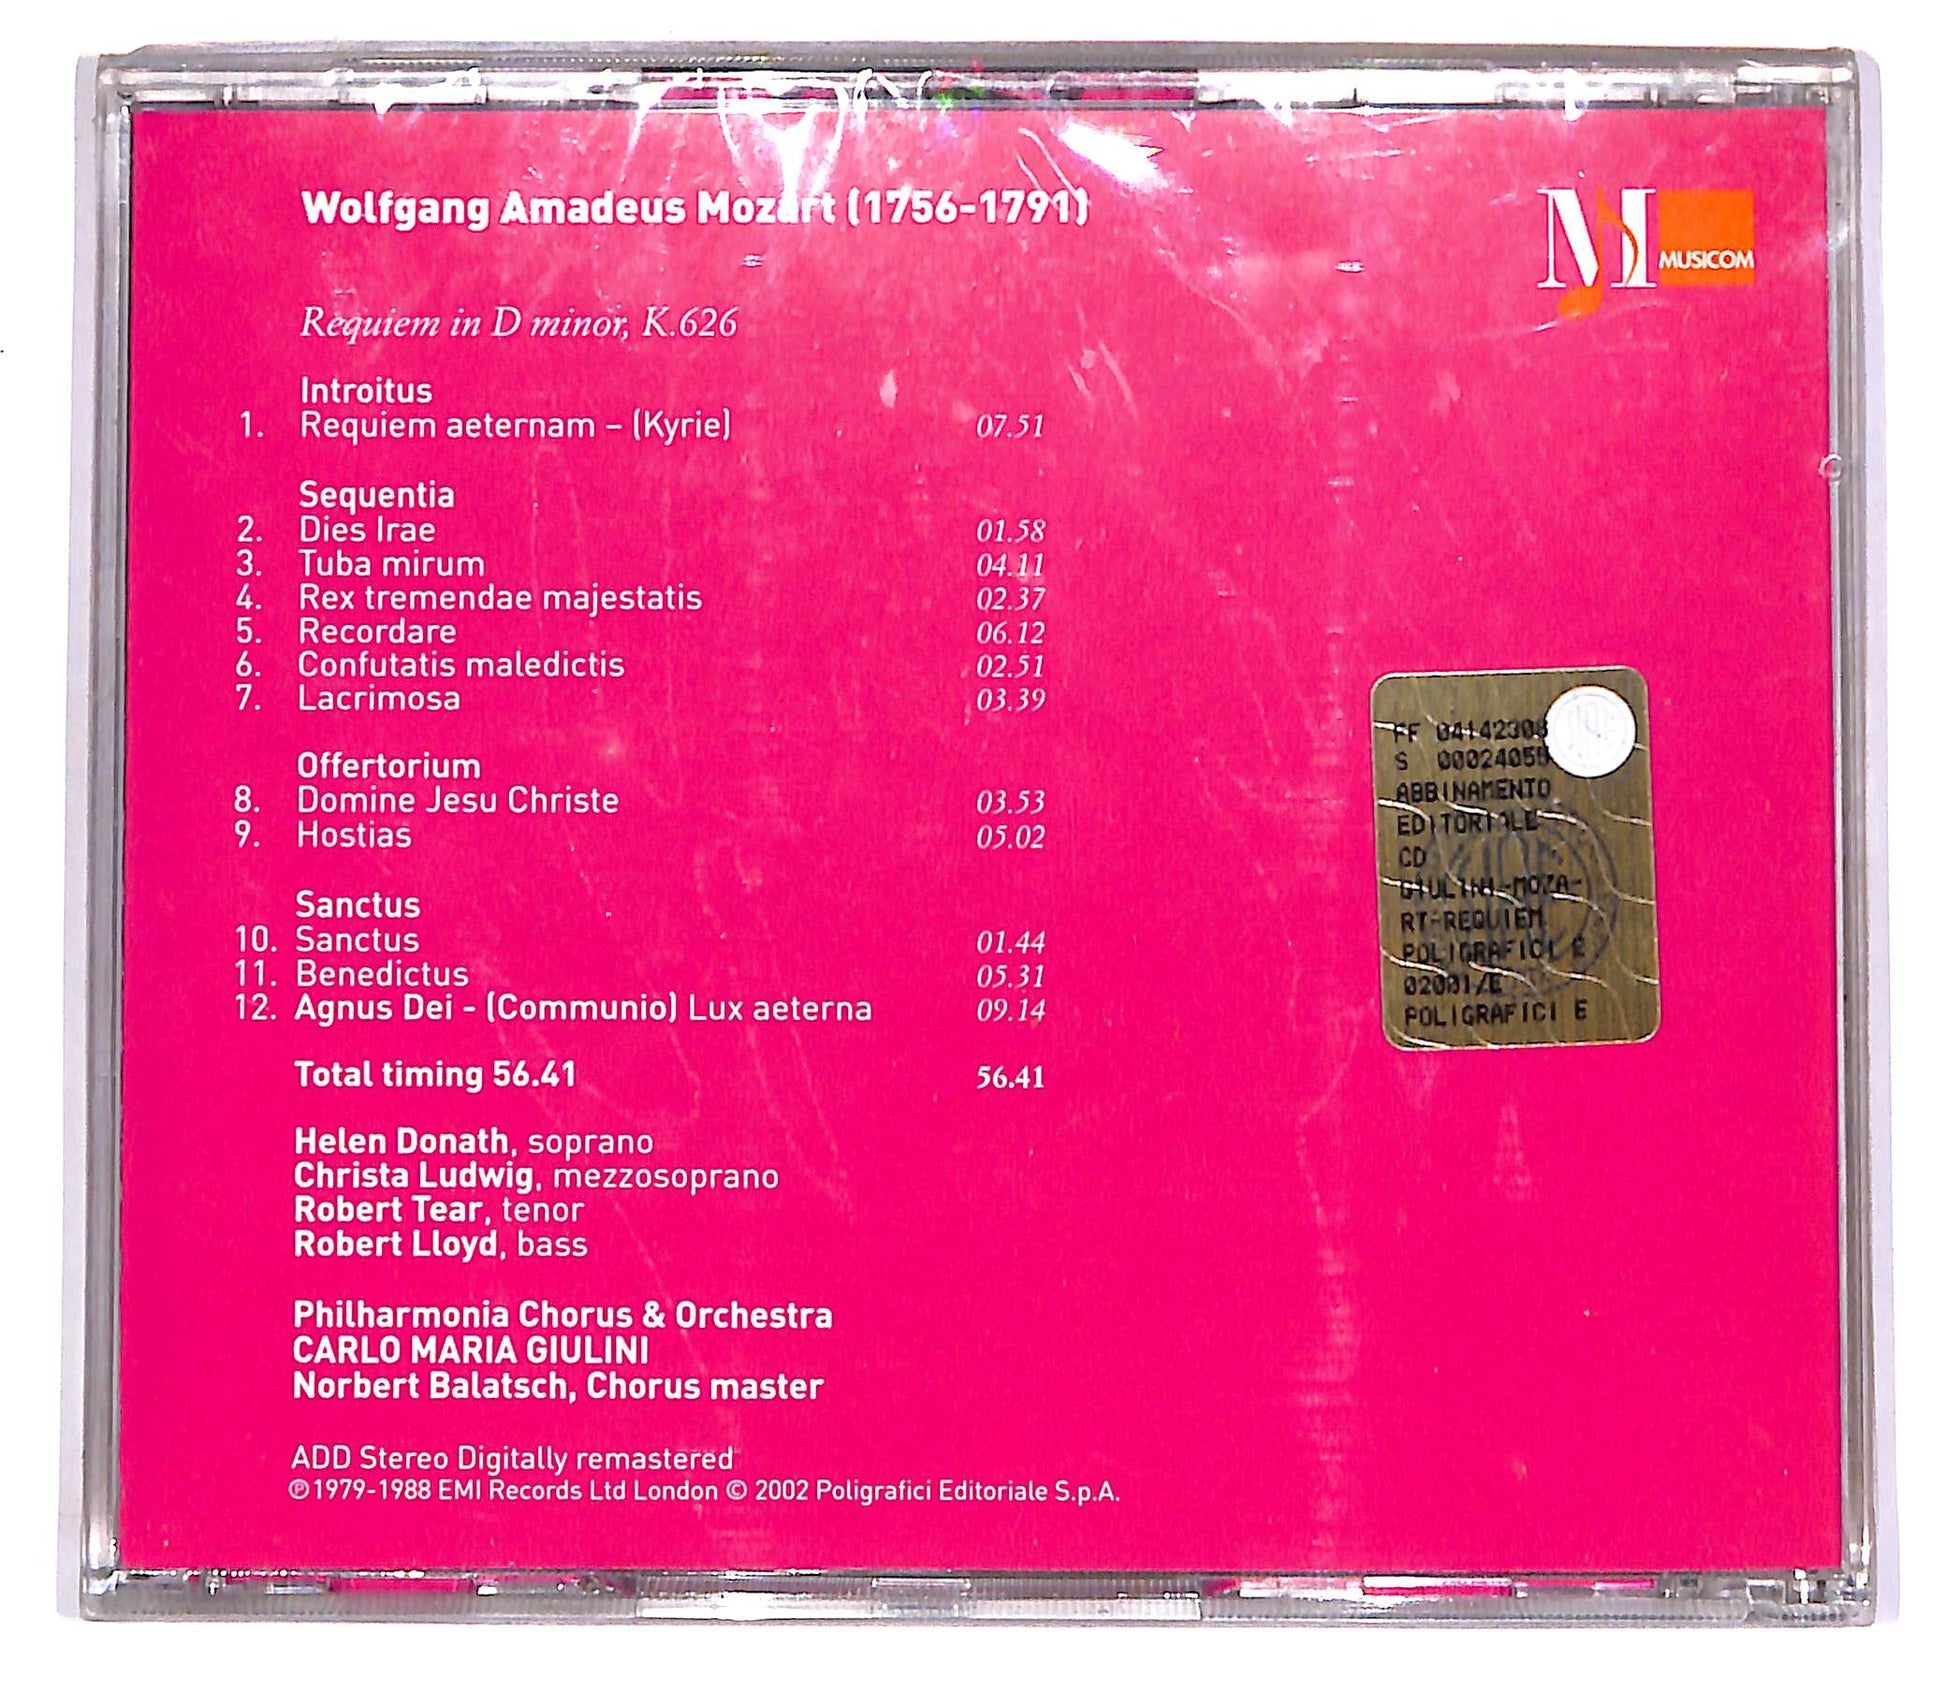 Wolfgang Amadeus Mozart (1756-1791)
MUSICOM
Requiem in D minor, K.626
Introitus
1. Requiem aeternam – (Kyrie) 07.51
Sequentia
2. Dies Irae 01.58
3. Tuba mirum 04.11
4. Rex tremendae majestatis 02.37
5. Recordare 06.12
6. Confutatis maledictis 02.51
7. Lacrimosa 03.39
Offertorium
8. Domine Jesu Christe 03.53
9. Hostias 05.02
Sanctus
10. Sanctus 01.44
11. Benedictus 05.31
12. Agnus Dei - (Communio) Lux aeterna 09.14
Total timing 56.41 56.41
Helen Donath, soprano
Christa Ludwig, mezzosoprano
Robert Tear, tenor
Robert Lloyd, bass
Philharmonia Chorus & Orchestra
CARLO MARIA GIULINI
Norbert Balatsch, Chorus master
ADD Stereo Digitally remastered
℗1979-1988 EMI Records Ltd London © 2002 Poligrafici Editoriale S.p.A.
FF
S
ABBINAMENTO
EDITORIALE
CD
GIULINI-MOZA-
RT-REQUIEM
POLIGRAFICI E
02001/E
POLIGRAFICI E